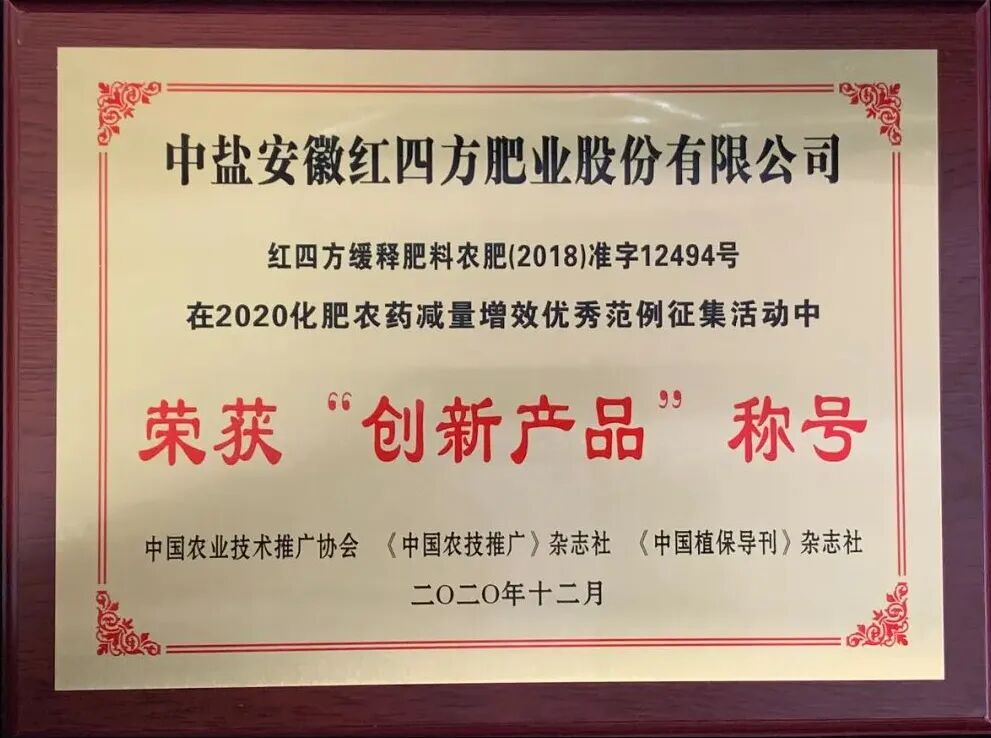 中盐安徽红四方肥业股份有限公司
红四方缓释肥料农肥(2018)准字12494号
在2020化肥农药减量增效优秀范例征集活动中
荣获“创新产品”称号
中国农业技术推广协会 《中国农技推广》杂志社 《中国植保导刊》杂志社
二〇二〇年十二月